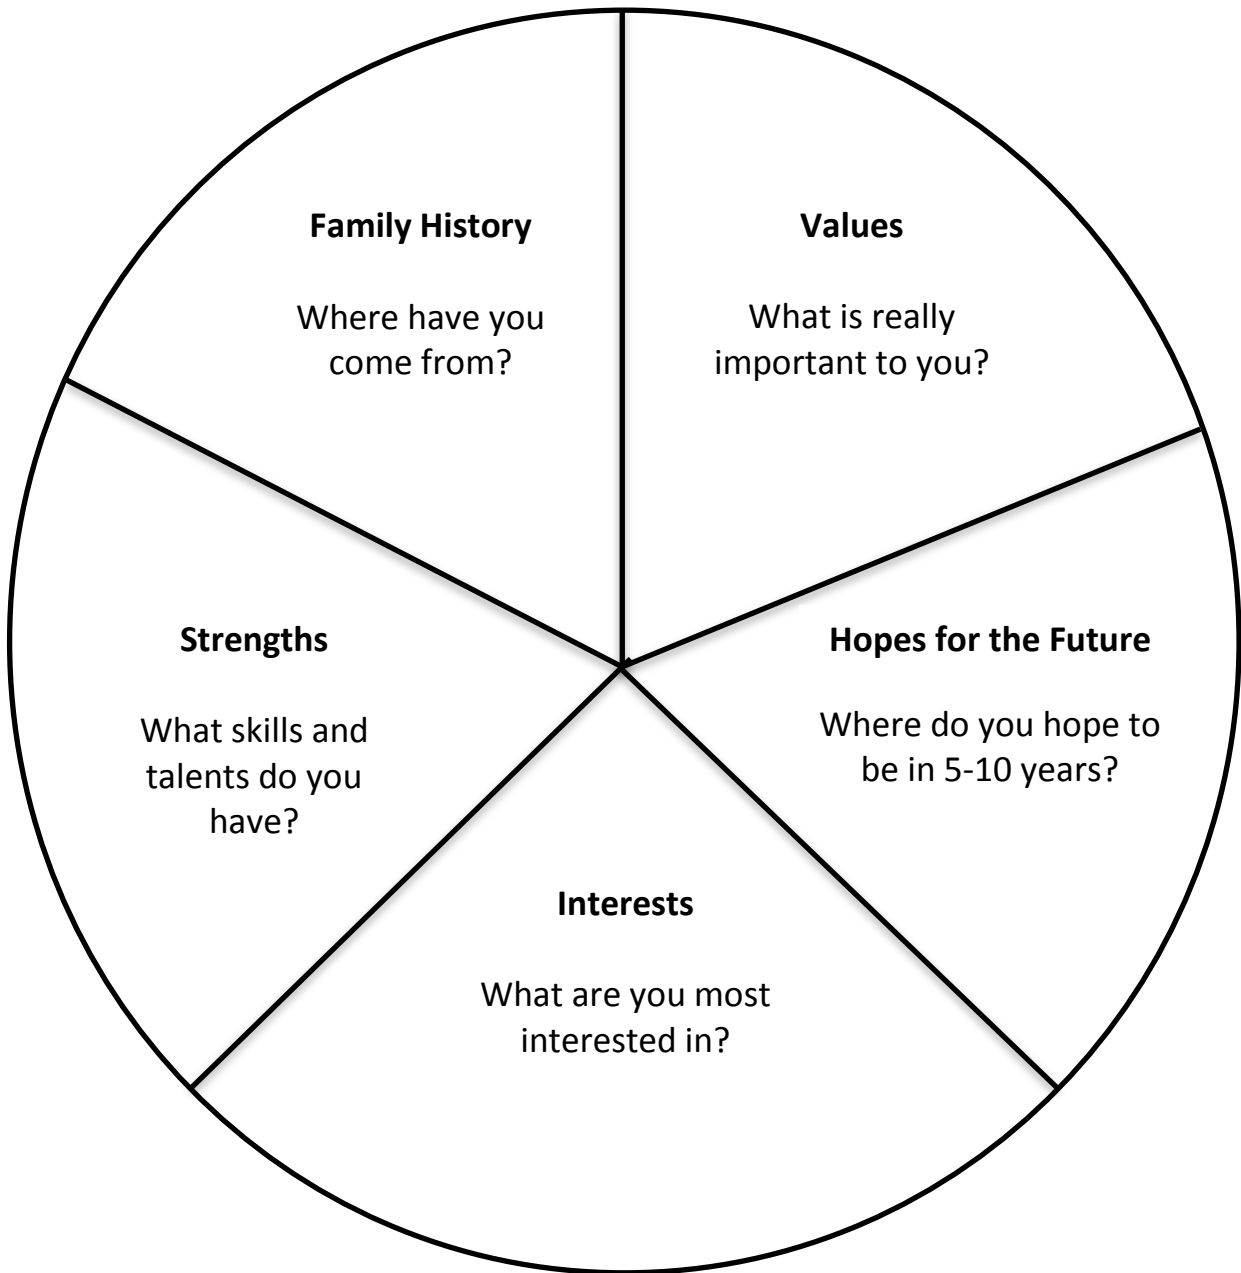 Family History
Where have you
come from?
Values
What is really
important to you?
Strengths
What skills and
talents do you
have?
Hopes for the Future
Where do you hope to
be in 5-10 years?
Interests
What are you most
interested in?